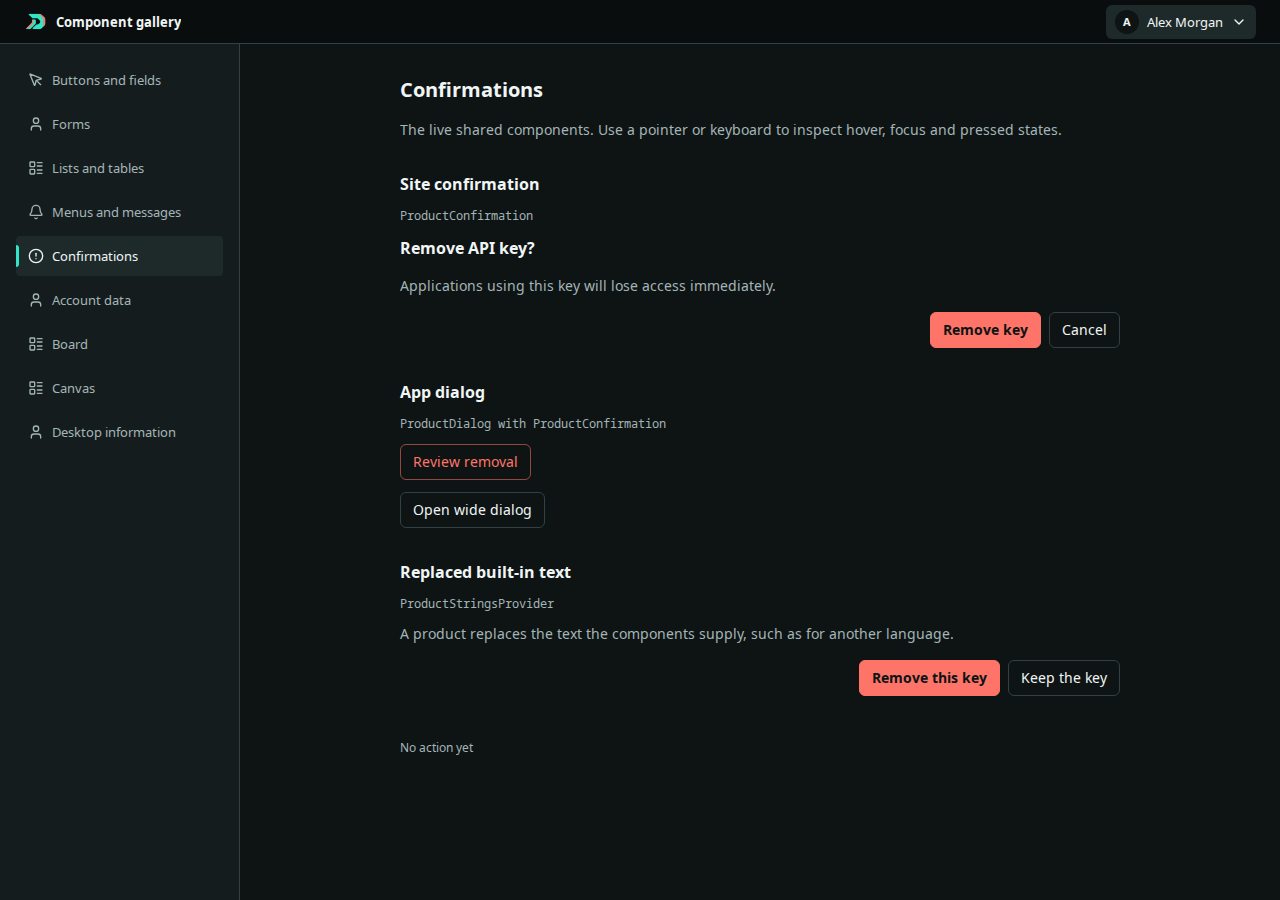 Component gallery
A Alex Morgan
Buttons and fields
Forms
Lists and tables
Menus and messages
Confirmations
Account data
Board
Canvas
Desktop information
Confirmations
The live shared components. Use a pointer or keyboard to inspect hover, focus and pressed states.
Site confirmation
ProductConfirmation
Remove API key?
Applications using this key will lose access immediately.
Remove key Cancel
App dialog
ProductDialog with ProductConfirmation
Review removal
Open wide dialog
Replaced built-in text
ProductStringsProvider
A product replaces the text the components supply, such as for another language.
Remove this key Keep the key
No action yet